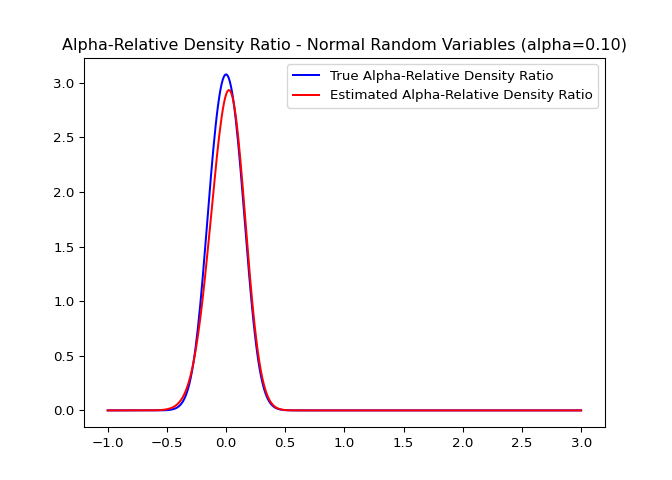 Alpha-Relative Density Ratio - Normal Random Variables (alpha=0.10)
True Alpha-Relative Density Ratio
Estimated Alpha-Relative Density Ratio
3.0
2.5
2.0
1.5
1.0
0.5
0.0
−1.0 −0.5 0.0 0.5 1.0 1.5 2.0 2.5 3.0